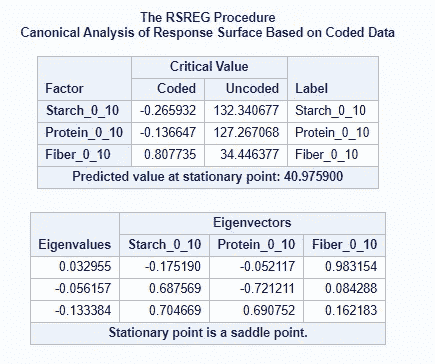 The RSREG Procedure
Canonical Analysis of Response Surface Based on Coded Data
Critical Value
Factor Coded Uncoded Label
Starch_0_10 -0.265932 132.340677 Starch_0_10
Protein_0_10 -0.136647 127.267068 Protein_0_10
Fiber_0_10 0.807735 34.446377 Fiber_0_10
Predicted value at stationary point: 40.975900
Eigenvectors
Eigenvalues Starch_0_10 Protein_0_10 Fiber_0_10
0.032955 -0.175190 -0.052117 0.983154
-0.056157 0.687569 -0.721211 0.084288
-0.133384 0.704669 0.690752 0.162183
Stationary point is a saddle point.